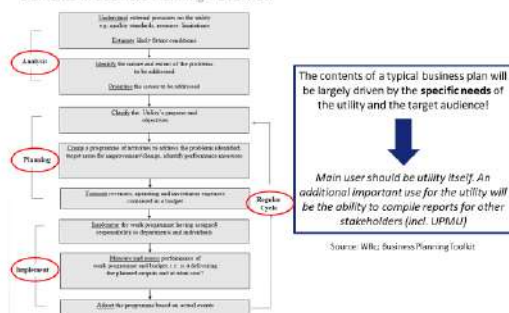 Understand external pressures on the utility
e.g. quality standards, resource limitations
Estimate likely future conditions
Analysis
Identify the nature and extent of the problems
to be addressed
Prioritise the issues to be addressed
Clarify the Utility's purpose and
objectives
Create a programme of activities to address the problems identified
target areas for improvement/change, identify performance measures
Planning
revenues, operating and investment expenses
contained in a budget
Regular
Cycle
Implement the work programme having assigned
responsibility to departments and individuals
Implement
Measure and assess performance of
work programme and budget, i.e. is it delivering
the planned outputs and at what cost?
Adjust the programme based on actual events
The contents of a typical business plan will
be largely driven by the specific needs of
the utility and the target audience!
Main user should be utility itself. An
additional important use for the utility will
be the ability to compile reports for other
stakeholders (incl. UPMU)
Source: WRc; Business Planning Toolkit